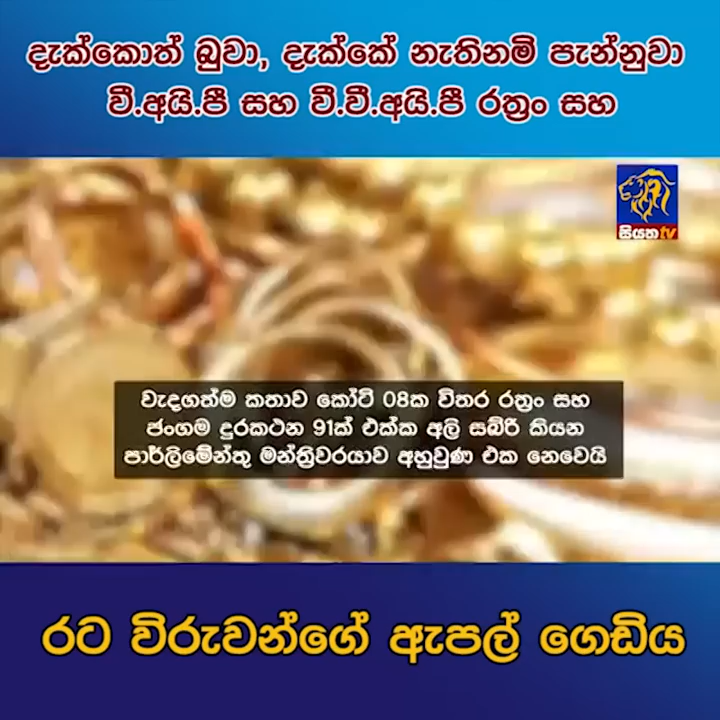 දැක්කොත් බුවා, දැක්කේ නැතිනම් පැන්නුවා
වී.අයි.පී සහ වී.වී.අයි.පී රත්‍රං සහ
සියත tv
වැදගත්ම කතාව කෝටි 08ක විතර රත්‍රං සහ
ජංගම දුරකථන 91ක් එක්ක අලි සබ්රි කියන
පාර්ලිමේන්තු මන්ත්‍රිවරයාව අහුවුණ එක නෙවෙයි
රට විරුවන්ගේ ඇපල් ගෙඩිය